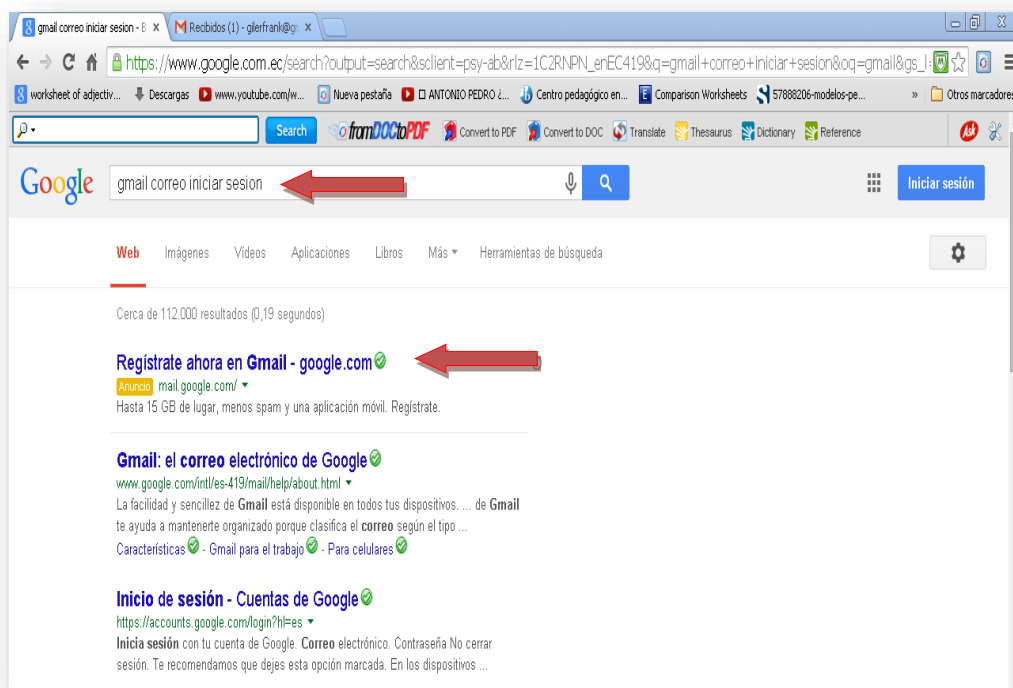 gmail correo iniciar sesion - B
Recibidos (1) - gilerfrank@gm
https://www.google.com.ec/search?output=search&sclient=psy-ab&rlz=1C2RNPN_enEC419&q=gmail+correo+iniciar+sesion&oq=gmail&gs_l
worksheet of adjectiv... Descargas www.youtube.com/w... Nueva pestaña ANTONIO PEDRO ¿... Centro pedagógico en... Comparison Worksheets 57888206-modelos-pe... » Otros marcadores
Search fromDOCtoPDF Convert to PDF Convert to DOC Translate Thesaurus Dictionary Reference Ask
Google gmail correo iniciar sesion Iniciar sesión
Web Imágenes Vídeos Aplicaciones Libros Más Herramientas de búsqueda
Cerca de 112.000 resultados (0,19 segundos)
Regístrate ahora en Gmail - google.com
Anuncio mail.google.com/
Hasta 15 GB de lugar, menos spam y una aplicación móvil. Regístrate.
Gmail: el correo electrónico de Google
www.google.com/intl/es-419/mail/help/about.html
La facilidad y sencillez de Gmail está disponible en todos tus dispositivos. ... de Gmail
te ayuda a mantenerte organizado porque clasifica el correo según el tipo ...
Características - Gmail para el trabajo - Para celulares
Inicio de sesión - Cuentas de Google
https://accounts.google.com/login?hl=es
Inicia sesión con tu cuenta de Google. Correo electrónico. Contraseña No cerrar
sesión. Te recomendamos que dejes esta opción marcada. En los dispositivos ...